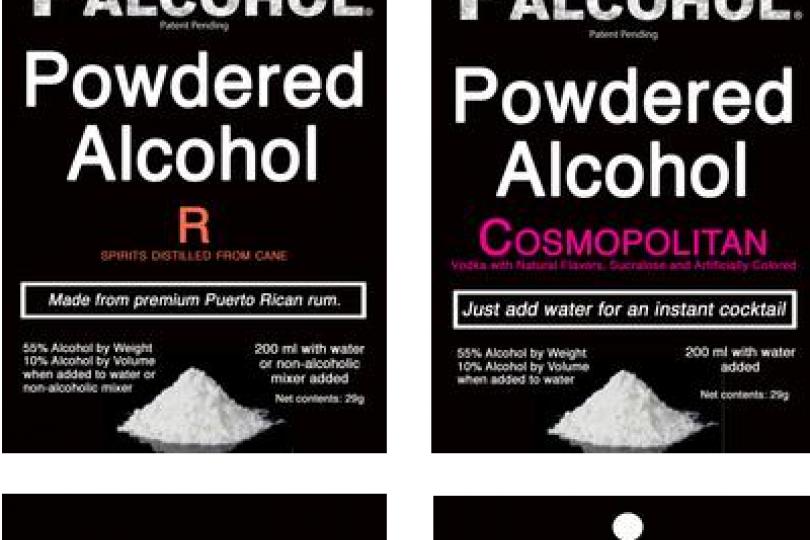 ALCOHOL®
Patent Pending
Powdered
Alcohol
R
SPIRITS DISTILLED FROM CANE
Made from premium Puerto Rican rum.
55% Alcohol by Weight
10% Alcohol by Volume
when added to water or
non-alcoholic mixer
200 ml with water
or non-alcoholic
mixer added
Net contents: 29g
ALCOHOL®
Patent Pending
Powdered
Alcohol
COSMOPOLITAN
Vodka with Natural Flavors, Sucralose and Artificially Colored
Just add water for an instant cocktail
55% Alcohol by Weight
10% Alcohol by Volume
when added to water
200 ml with water
added
Net contents: 29g